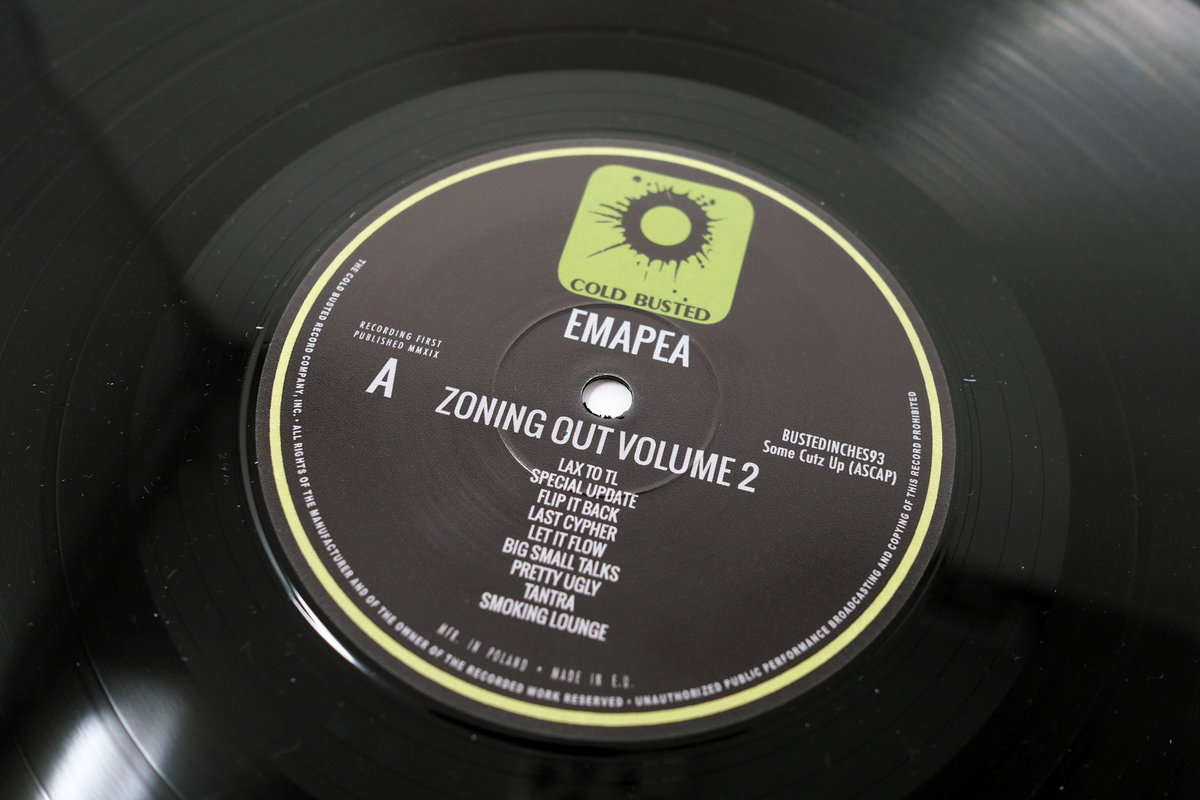 COLD BUSTED
EMAPEA
RECORDING FIRST
PUBLISHED MMXIX
A
ZONING OUT VOLUME 2
BUSTEDINCHES93
Some Cutz Up (ASCAP)
LAX TO TL
SPECIAL UPDATE
FLIP IT BACK
LAST CYPHER
LET IT FLOW
BIG SMALL TALKS
PRETTY UGLY
TANTRA
SMOKING LOUNGE
MFR. IN POLAND • MADE IN E.U.
THE COLD BUSTED RECORD COMPANY, INC. • ALL RIGHTS OF THE MANUFACTURER AND OF THE OWNER OF THE RECORDED WORK RESERVED • UNAUTHORIZED PUBLIC PERFORMANCE BROADCASTING AND COPYING OF THIS RECORD PROHIBITED